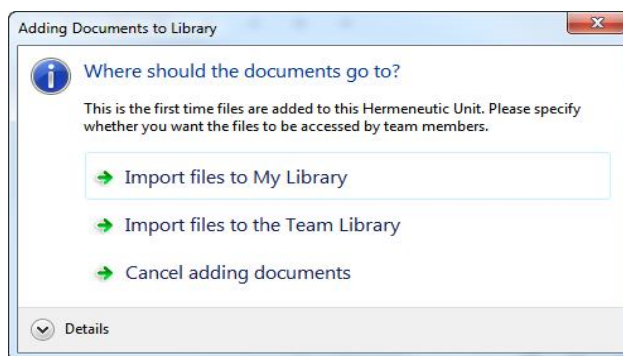 Adding Documents to Library
Where should the documents go to?
This is the first time files are added to this Hermeneutic Unit. Please specify
whether you want the files to be accessed by team members.
Import files to My Library
Import files to the Team Library
Cancel adding documents
Details